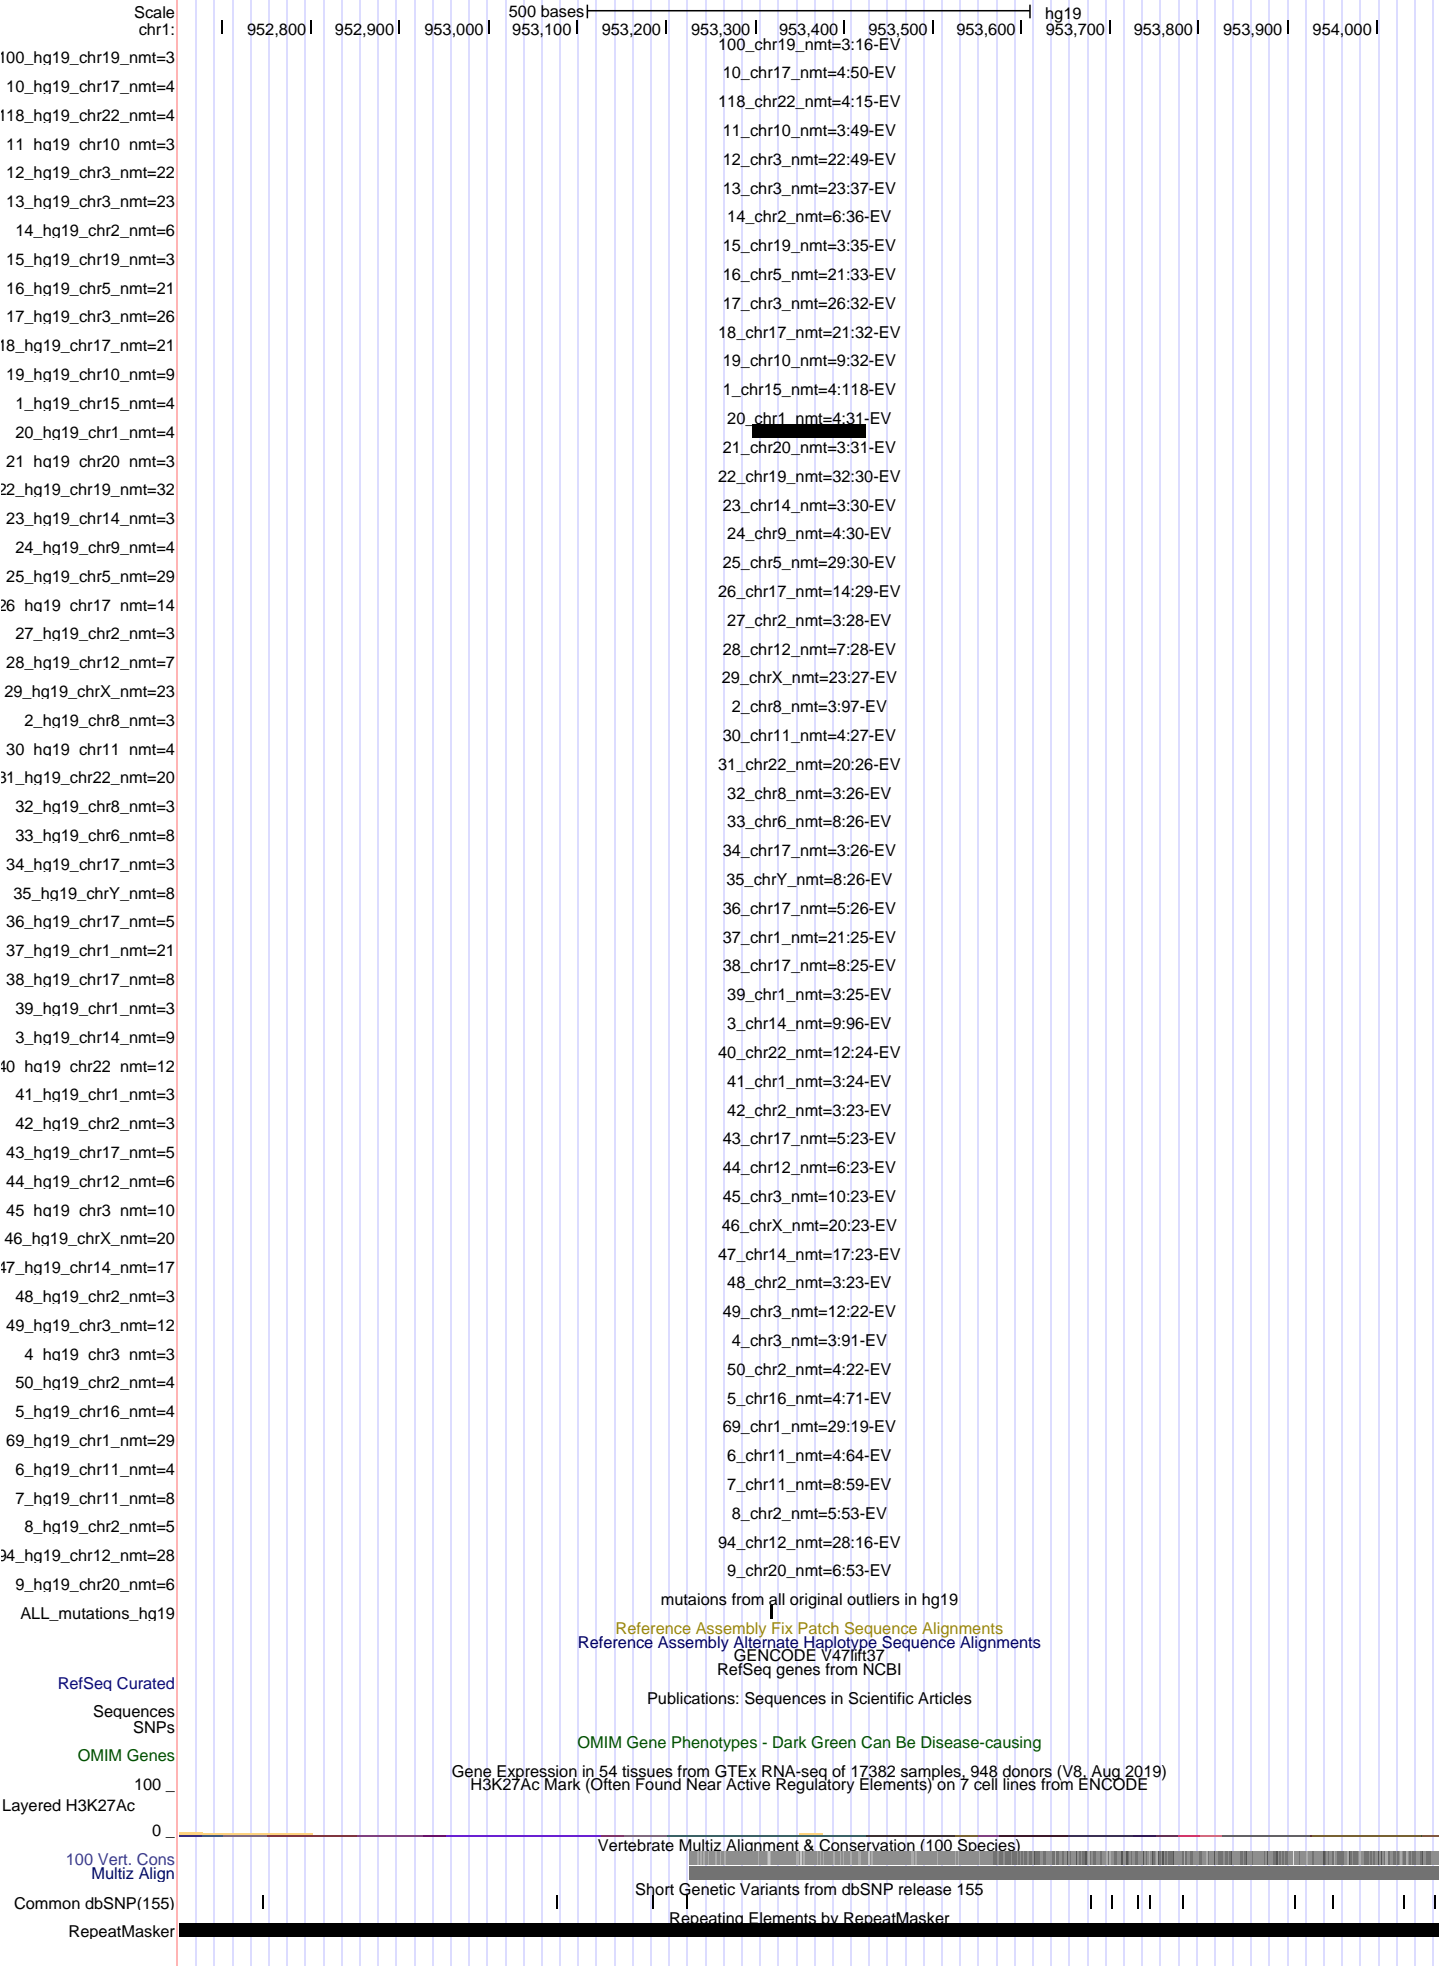 Scale 500 bases hg19
chr1: 952,800 952,900 953,000 953,100 953,200 953,300 953,400 953,500 953,600 953,700 953,800 953,900 954,000
100_chr19_nmt=3:16-EV
100_hg19_chr19_nmt=3
10_chr17_nmt=4:50-EV
10_hg19_chr17_nmt=4
118_chr22_nmt=4:15-EV
118_hg19_chr22_nmt=4
11_chr10_nmt=3:49-EV
11_hg19_chr10_nmt=3
12_chr3_nmt=22:49-EV
12_hg19_chr3_nmt=22
13_chr3_nmt=23:37-EV
13_hg19_chr3_nmt=23
14_chr2_nmt=6:36-EV
14_hg19_chr2_nmt=6
15_chr19_nmt=3:35-EV
15_hg19_chr19_nmt=3
16_chr5_nmt=21:33-EV
16_hg19_chr5_nmt=21
17_chr3_nmt=26:32-EV
17_hg19_chr3_nmt=26
18_chr17_nmt=21:32-EV
18_hg19_chr17_nmt=21
19_chr10_nmt=9:32-EV
19_hg19_chr10_nmt=9
1_chr15_nmt=4:118-EV
1_hg19_chr15_nmt=4
20_chr1_nmt=4:31-EV
20_hg19_chr1_nmt=4
21_chr20_nmt=3:31-EV
21_hg19_chr20_nmt=3
22_chr19_nmt=32:30-EV
22_hg19_chr19_nmt=32
23_chr14_nmt=3:30-EV
23_hg19_chr14_nmt=3
24_chr9_nmt=4:30-EV
24_hg19_chr9_nmt=4
25_chr5_nmt=29:30-EV
25_hg19_chr5_nmt=29
26_chr17_nmt=14:29-EV
26_hg19_chr17_nmt=14
27_chr2_nmt=3:28-EV
27_hg19_chr2_nmt=3
28_chr12_nmt=7:28-EV
28_hg19_chr12_nmt=7
29_chrX_nmt=23:27-EV
29_hg19_chrX_nmt=23
2_chr8_nmt=3:97-EV
2_hg19_chr8_nmt=3
30_chr11_nmt=4:27-EV
30_hg19_chr11_nmt=4
31_chr22_nmt=20:26-EV
31_hg19_chr22_nmt=20
32_chr8_nmt=3:26-EV
32_hg19_chr8_nmt=3
33_chr6_nmt=8:26-EV
33_hg19_chr6_nmt=8
34_chr17_nmt=3:26-EV
34_hg19_chr17_nmt=3
35_chrY_nmt=8:26-EV
35_hg19_chrY_nmt=8
36_chr17_nmt=5:26-EV
36_hg19_chr17_nmt=5
37_chr1_nmt=21:25-EV
37_hg19_chr1_nmt=21
38_chr17_nmt=8:25-EV
38_hg19_chr17_nmt=8
39_chr1_nmt=3:25-EV
39_hg19_chr1_nmt=3
3_chr14_nmt=9:96-EV
3_hg19_chr14_nmt=9
40_chr22_nmt=12:24-EV
40_hg19_chr22_nmt=12
41_chr1_nmt=3:24-EV
41_hg19_chr1_nmt=3
42_chr2_nmt=3:23-EV
42_hg19_chr2_nmt=3
43_chr17_nmt=5:23-EV
43_hg19_chr17_nmt=5
44_chr12_nmt=6:23-EV
44_hg19_chr12_nmt=6
45_chr3_nmt=10:23-EV
45_hg19_chr3_nmt=10
46_chrX_nmt=20:23-EV
46_hg19_chrX_nmt=20
47_chr14_nmt=17:23-EV
47_hg19_chr14_nmt=17
48_chr2_nmt=3:23-EV
48_hg19_chr2_nmt=3
49_chr3_nmt=12:22-EV
49_hg19_chr3_nmt=12
4_chr3_nmt=3:91-EV
4_hg19_chr3_nmt=3
50_chr2_nmt=4:22-EV
50_hg19_chr2_nmt=4
5_chr16_nmt=4:71-EV
5_hg19_chr16_nmt=4
69_chr1_nmt=29:19-EV
69_hg19_chr1_nmt=29
6_chr11_nmt=4:64-EV
6_hg19_chr11_nmt=4
7_chr11_nmt=8:59-EV
7_hg19_chr11_nmt=8
8_chr2_nmt=5:53-EV
8_hg19_chr2_nmt=5
94_chr12_nmt=28:16-EV
94_hg19_chr12_nmt=28
9_chr20_nmt=6:53-EV
9_hg19_chr20_nmt=6
mutaions from all original outliers in hg19
ALL_mutations_hg19
Reference Assembly Fix Patch Sequence Alignments
Reference Assembly Alternate Haplotype Sequence Alignments
GENCODE V47lift37
RefSeq genes from NCBI
RefSeq Curated
Publications: Sequences in Scientific Articles
Sequences
SNPs
OMIM Gene Phenotypes - Dark Green Can Be Disease-causing
OMIM Genes
Gene Expression in 54 tissues from GTEx RNA-seq of 17382 samples, 948 donors (V8, Aug 2019)
H3K27Ac Mark (Often Found Near Active Regulatory Elements) on 7 cell lines from ENCODE
100 _
Layered H3K27Ac
0 _
Vertebrate Multiz Alignment & Conservation (100 Species)
100 Vert. Cons
Multiz Align
Short Genetic Variants from dbSNP release 155
Common dbSNP(155)
Repeating Elements by RepeatMasker
RepeatMasker